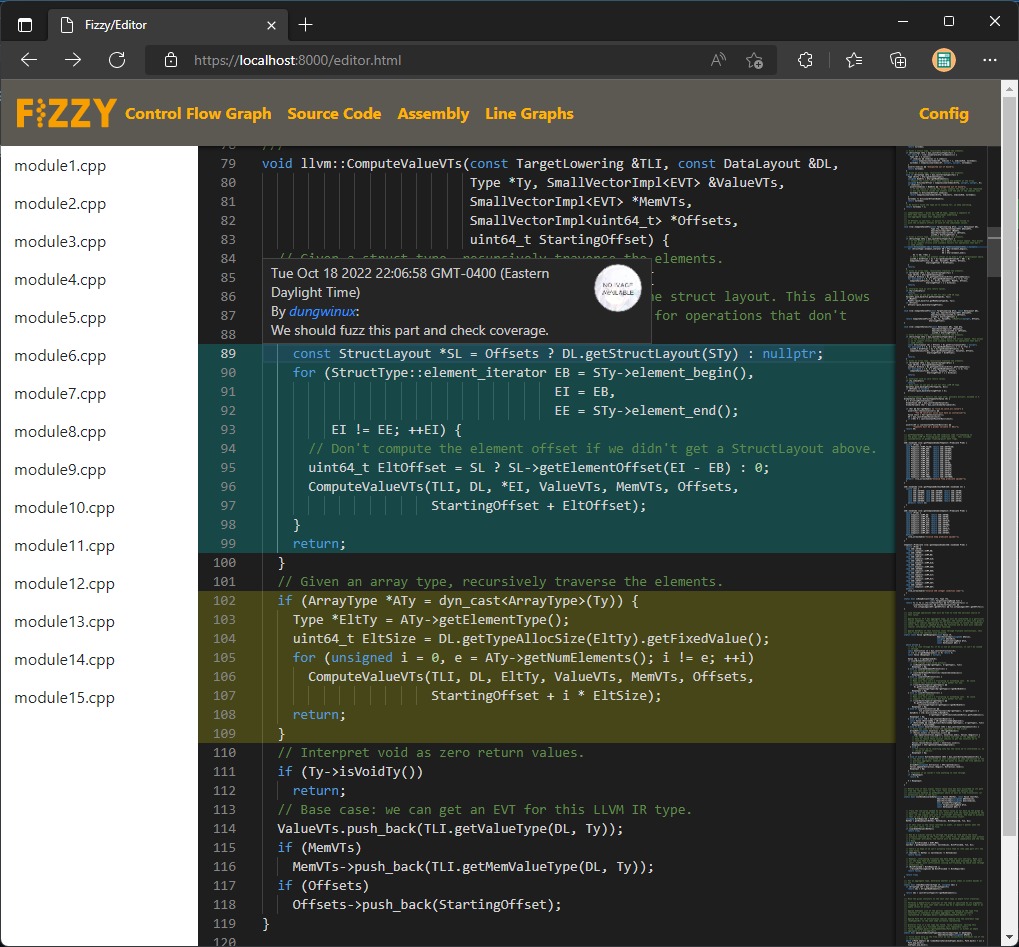 Fizzy/Editor
https://localhost:8000/editor.html
FIZZY Control Flow Graph Source Code Assembly Line Graphs Config
module1.cpp
module2.cpp
module3.cpp
module4.cpp
module5.cpp
module6.cpp
module7.cpp
module8.cpp
module9.cpp
module10.cpp
module11.cpp
module12.cpp
module13.cpp
module14.cpp
module15.cpp
78 ///
79 void llvm::ComputeValueVTs(const TargetLowering &TLI, const DataLayout &DL,
80 Type *Ty, SmallVectorImpl<EVT> &ValueVTs,
81 SmallVectorImpl<EVT> *MemVTs,
82 SmallVectorImpl<uint64_t> *Offsets,
83 uint64_t StartingOffset) {
84 // Given a struct type, recursively traverse the elements.
85
86 e struct layout. This allows
87 for operations that don't
88
Tue Oct 18 2022 22:06:58 GMT-0400 (Eastern
Daylight Time)
By dungwinux:
We should fuzz this part and check coverage.
NO IMAGE
AVAILABLE
89 const StructLayout *SL = Offsets ? DL.getStructLayout(STy) : nullptr;
90 for (StructType::element_iterator EB = STy->element_begin(),
91 EI = EB,
92 EE = STy->element_end();
93 EI != EE; ++EI) {
94 // Don't compute the element offset if we didn't get a StructLayout above.
95 uint64_t EltOffset = SL ? SL->getElementOffset(EI - EB) : 0;
96 ComputeValueVTs(TLI, DL, *EI, ValueVTs, MemVTs, Offsets,
97 StartingOffset + EltOffset);
98 }
99 return;
100 }
101 // Given an array type, recursively traverse the elements.
102 if (ArrayType *ATy = dyn_cast<ArrayType>(Ty)) {
103 Type *EltTy = ATy->getElementType();
104 uint64_t EltSize = DL.getTypeAllocSize(EltTy).getFixedValue();
105 for (unsigned i = 0, e = ATy->getNumElements(); i != e; ++i)
106 ComputeValueVTs(TLI, DL, EltTy, ValueVTs, MemVTs, Offsets,
107 StartingOffset + i * EltSize);
108 return;
109 }
110 // Interpret void as zero return values.
111 if (Ty->isVoidTy())
112 return;
113 // Base case: we can get an EVT for this LLVM IR type.
114 ValueVTs.push_back(TLI.getValueType(DL, Ty));
115 if (MemVTs)
116 MemVTs->push_back(TLI.getMemValueType(DL, Ty));
117 if (Offsets)
118 Offsets->push_back(StartingOffset);
119 }
120